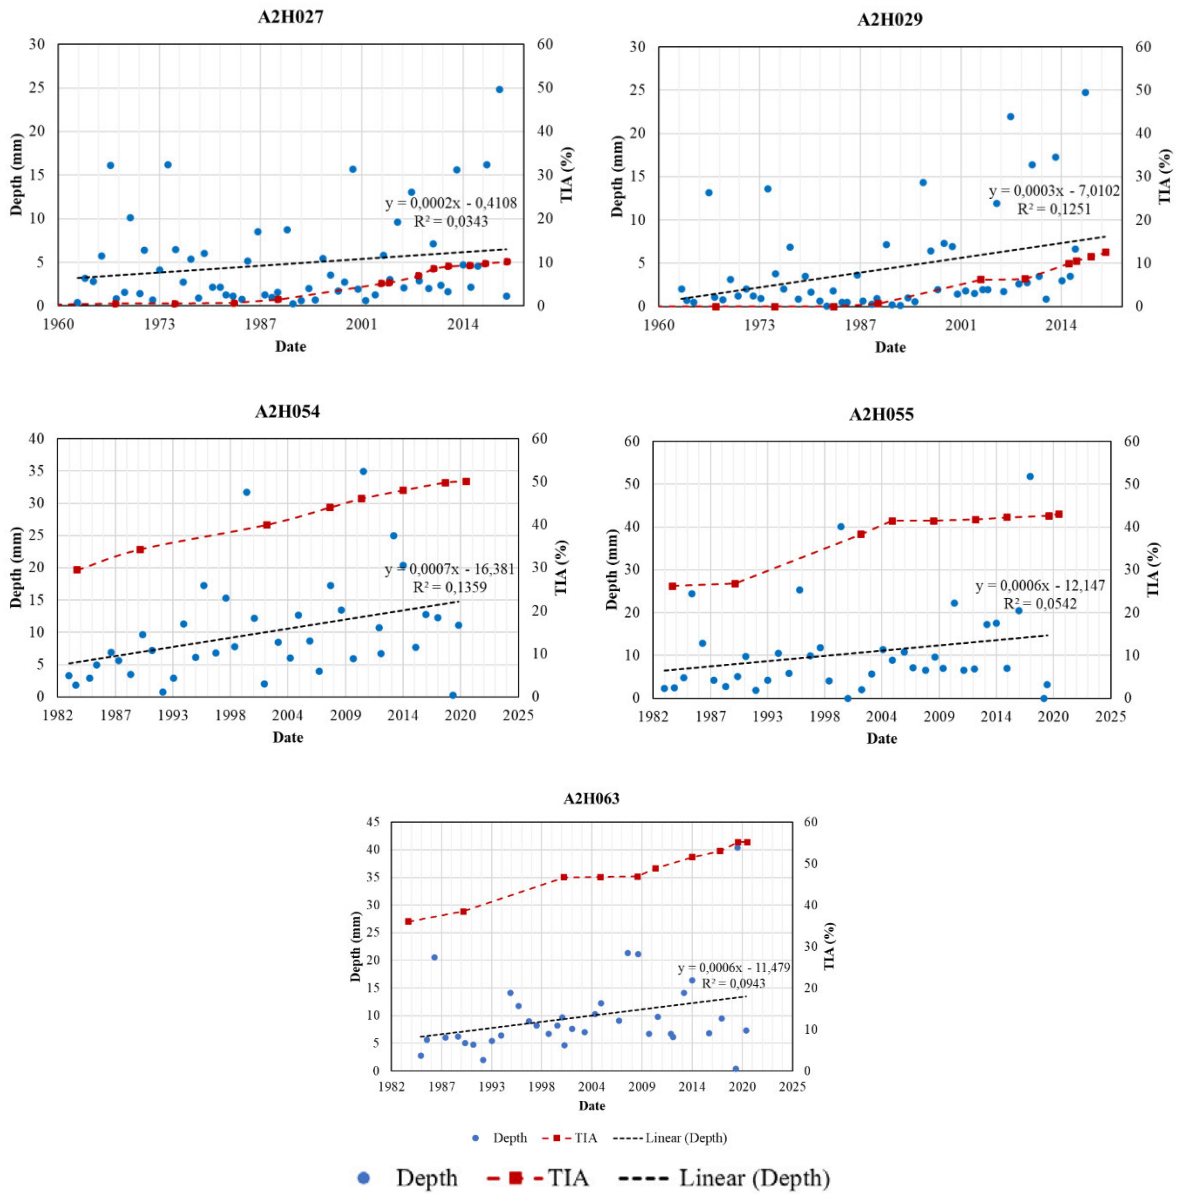 A2H027
30 25 20 15 10 5 0
Depth (mm)
60 50 40 30 20 10 0
TIA (%)
y = 0,0002x - 0,4108
R² = 0,0343
1960 1973 1987 2001 2014
Date
A2H029
30 25 20 15 10 5 0
Depth (mm)
60 50 40 30 20 10 0
TIA (%)
y = 0,0003x - 7,0102
R² = 0,1251
1960 1973 1987 2001 2014
Date
A2H054
40 35 30 25 20 15 10 5 0
Depth (mm)
60 50 40 30 20 10 0
TIA (%)
y = 0,0007x - 16,381
R² = 0,1359
1982 1987 1993 1998 2004 2009 2014 2020 2025
Date
A2H055
60 50 40 30 20 10 0
Depth (mm)
60 50 40 30 20 10 0
TIA (%)
y = 0,0006x - 12,147
R² = 0,0542
1982 1987 1993 1998 2004 2009 2014 2020 2025
Date
A2H063
45 40 35 30 25 20 15 10 5 0
Depth (mm)
60 50 40 30 20 10 0
TIA (%)
y = 0,0006x - 11,479
R² = 0,0943
1982 1987 1993 1998 2004 2009 2014 2020 2025
Date
Depth TIA Linear (Depth)
Depth TIA Linear (Depth)